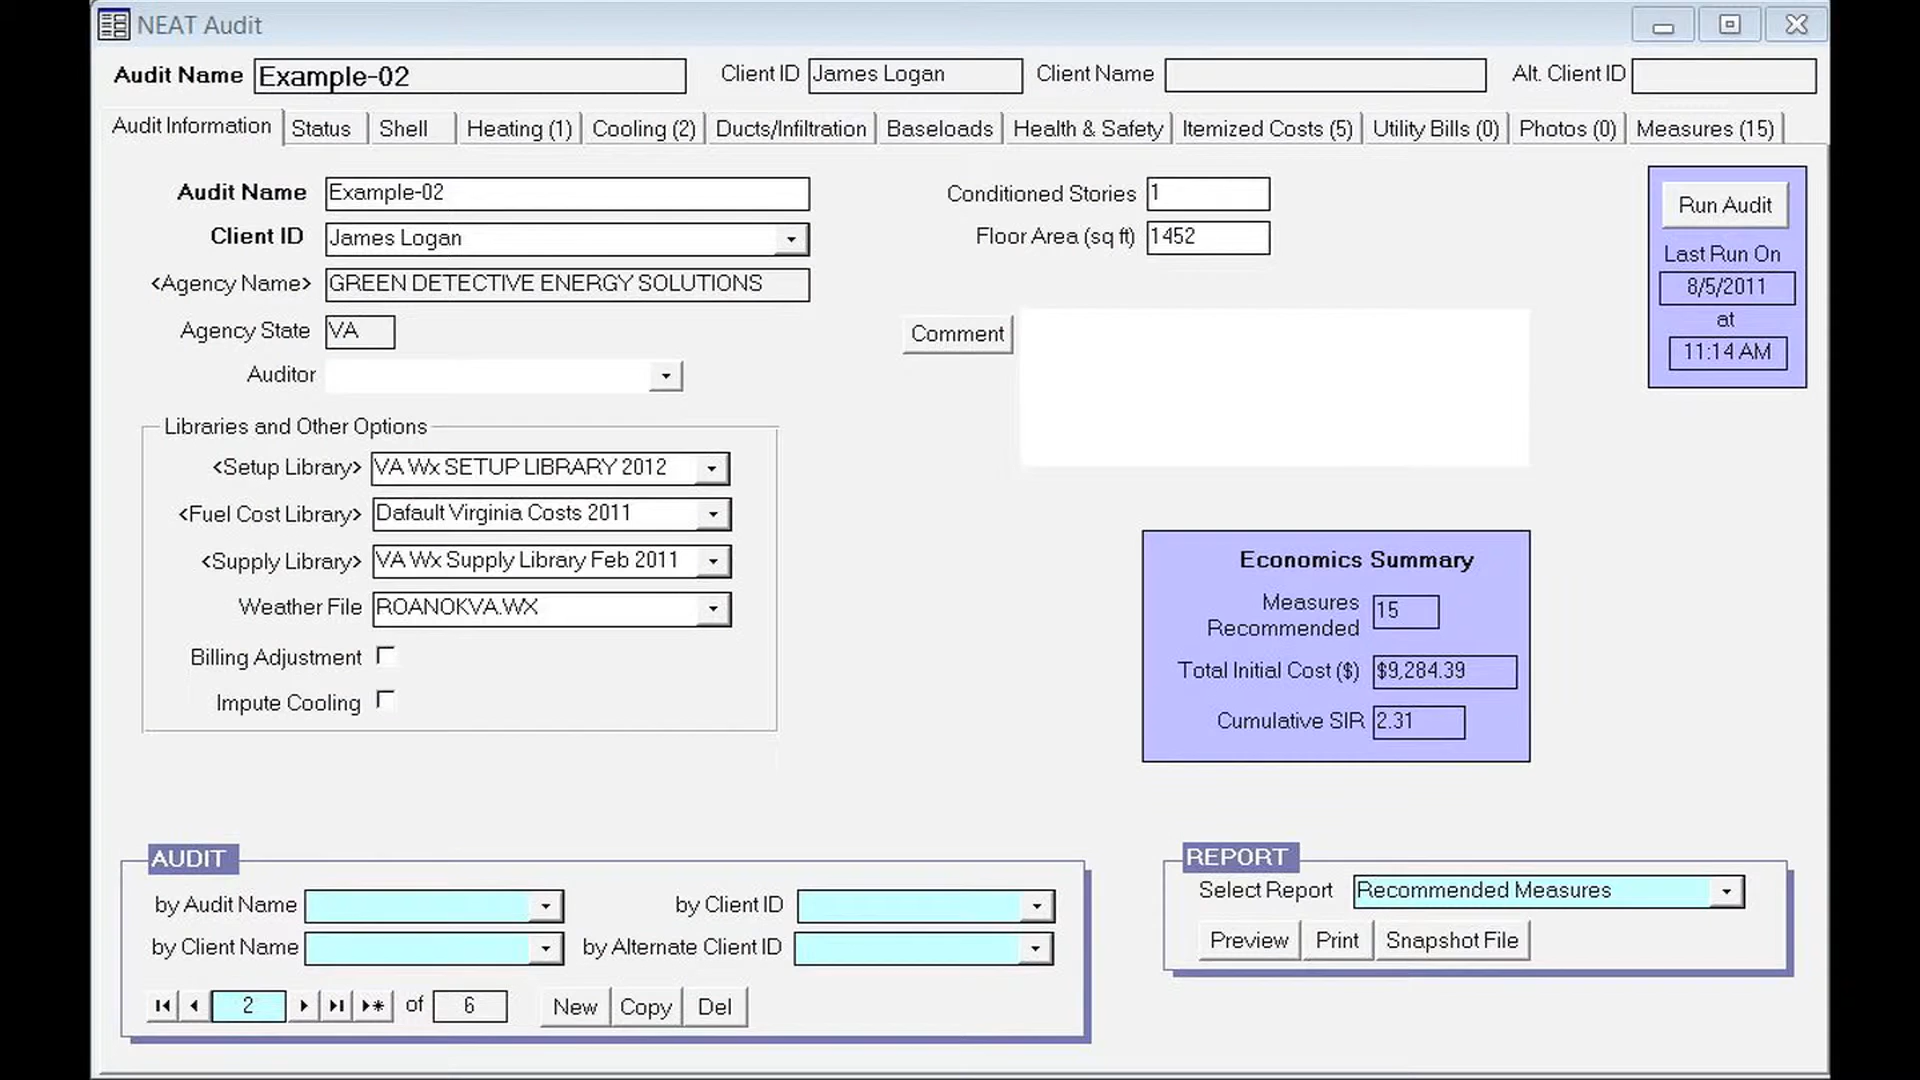 NEAT Audit
Audit Name Example-02 Client ID James Logan Client Name Alt. Client ID
Audit Information Status Shell Heating (1) Cooling (2) Ducts/Infiltration Baseloads Health & Safety Itemized Costs (5) Utility Bills (0) Photos (0) Measures (15)
Audit Name Example-02
Client ID James Logan
<Agency Name> GREEN DETECTIVE ENERGY SOLUTIONS
Agency State VA
Auditor
Conditioned Stories 1
Floor Area (sq ft) 1452
Comment
Run Audit
Last Run On
8/5/2011
at
11:14 AM
Libraries and Other Options
<Setup Library> VA Wx SETUP LIBRARY 2012
<Fuel Cost Library> Dafault Virginia Costs 2011
<Supply Library> VA Wx Supply Library Feb 2011
Weather File ROANOKVA.WX
Billing Adjustment
Impute Cooling
Economics Summary
Measures
Recommended 15
Total Initial Cost ($) $9,284.39
Cumulative SIR 2.31
AUDIT
by Audit Name by Client ID
by Client Name by Alternate Client ID
2 of 6 New Copy Del
REPORT
Select Report Recommended Measures
Preview Print Snapshot File